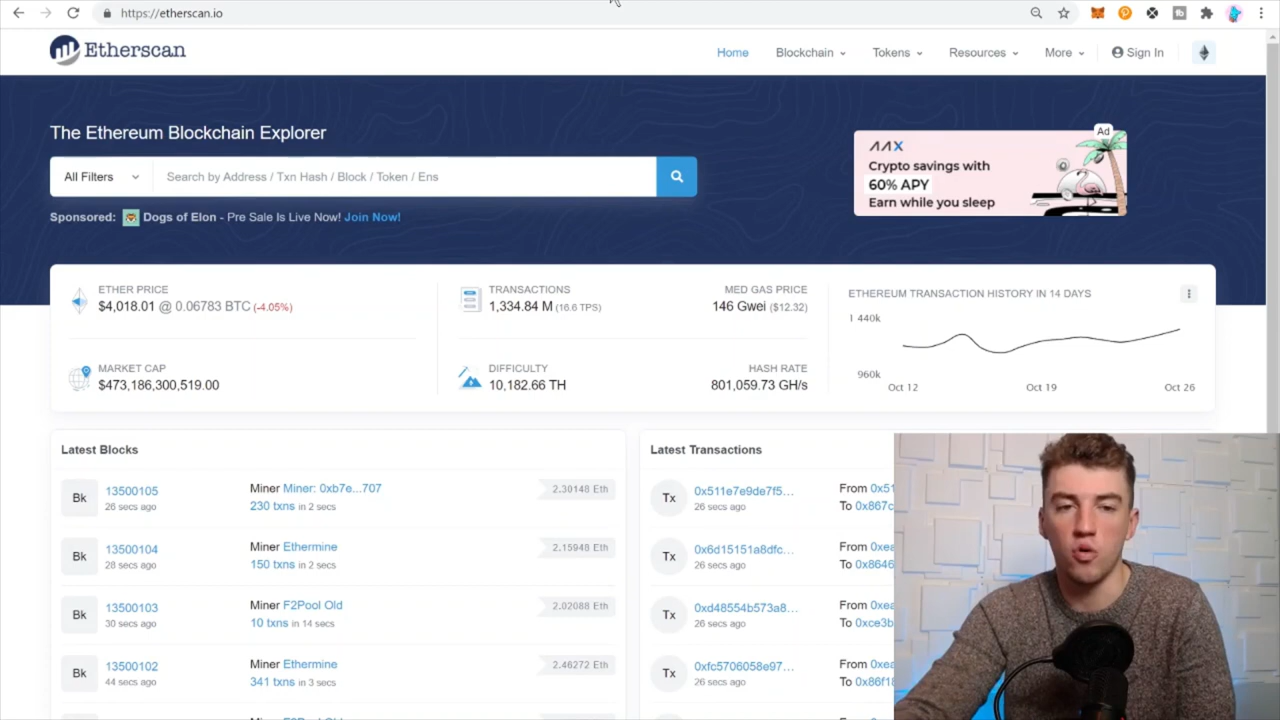 https://etherscan.io
Etherscan
Home Blockchain Tokens Resources More Sign In
The Ethereum Blockchain Explorer
All Filters Search by Address / Txn Hash / Block / Token / Ens
Sponsored: Dogs of Elon - Pre Sale Is Live Now! Join Now!
Ad
AAX
Crypto savings with
60% APY
Earn while you sleep
ETHER PRICE
$4,018.01 @ 0.06783 BTC (-4.05%)
MARKET CAP
$473,186,300,519.00
TRANSACTIONS
1,334.84 M (16.6 TPS)
MED GAS PRICE
146 Gwei ($12.32)
DIFFICULTY
10,182.66 TH
HASH RATE
801,059.73 GH/s
ETHEREUM TRANSACTION HISTORY IN 14 DAYS
1 440k
960k
Oct 12 Oct 19 Oct 26
Latest Blocks
Bk 13500105 Miner Miner: 0xb7e...707 2.30148 Eth
26 secs ago 230 txns in 2 secs
Bk 13500104 Miner Ethermine 2.15948 Eth
28 secs ago 150 txns in 2 secs
Bk 13500103 Miner F2Pool Old 2.02088 Eth
30 secs ago 10 txns in 14 secs
Bk 13500102 Miner Ethermine 2.46272 Eth
44 secs ago 341 txns in 3 secs
Latest Transactions
Tx 0x511e7e9de7f5... From 0x51
26 secs ago To 0x867c
Tx 0x6d15151a8dfc... From 0xea
26 secs ago To 0x8646
Tx 0xd48554b573a8... From 0xea
26 secs ago To 0xce3b
Tx 0xfc5706058e97... From 0xea
26 secs ago To 0x86f18